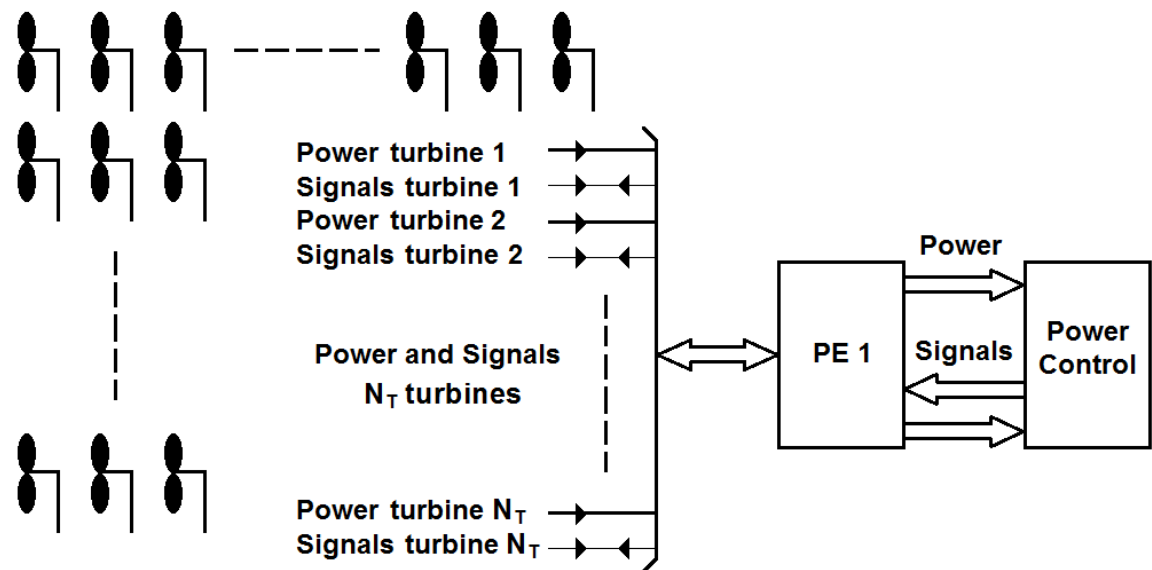 Power turbine 1
Signals turbine 1
Power turbine 2
Signals turbine 2
Power and Signals
N_T turbines
Power turbine N_T
Signals turbine N_T
PE 1
Power
Signals
Power
Control